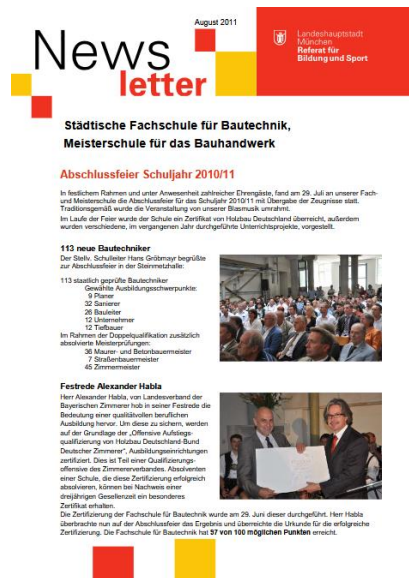 August 2011
News
letter
Landeshauptstadt
München
Referat für
Bildung und Sport
Städtische Fachschule für Bautechnik,
Meisterschule für das Bauhandwerk
Abschlussfeier Schuljahr 2010/11
In festlichem Rahmen und unter Anwesenheit zahlreicher Ehrengäste, fand am 29. Juli an unserer Fach-
und Meisterschule die Abschlussfeier für das Schuljahr 2010/11 mit Übergabe der Zeugnisse statt.
Traditionsgemäß wurde die Veranstaltung von unserer Blasmusik umrahmt.
Im Laufe der Feier wurde der Schule ein Zertifikat von Holzbau Deutschland überreicht, außerdem
wurden verschiedene, im vergangenen Jahr durchgeführte Unterrichtsprojekte, vorgestellt.
113 neue Bautechniker
Der Stellv. Schulleiter Hans Gröbmayr begrüßte
zur Abschlussfeier in der Steinmetzhalle:
113 staatlich geprüfte Bautechniker
Gewählte Ausbildungsschwerpunkte:
9 Planer
32 Sanierer
26 Bauleiter
12 Unternehmer
12 Tiefbauer
Im Rahmen der Doppelqualifikation zusätzlich
absolvierte Meisterprüfungen:
36 Maurer- und Betonbauermeister
7 Straßenbauermeister
45 Zimmermeister
Festrede Alexander Habla
Herr Alexander Habla, von Landesverband der
Bayerischen Zimmerer hob in seiner Festrede die
Bedeutung einer qualitätvollen beruflichen
Ausbildung hervor. Um diese zu sichern, werden
auf der Grundlage der „Offensive Aufstiegs-
qualifizierung von Holzbau Deutschland-Bund
Deutscher Zimmerer“, Ausbildungseinrichtungen
zertifiziert. Dies ist Teil einer Qualifizierungs-
offensive des Zimmererverbandes. Absolventen
einer Schule, die diese Zertifizierung erfolgreich
absolvieren, können bei Nachweis einer
dreijährigen Gesellenzeit ein besonderes
Zertifikat erhalten.
Die Zertifizierung der Fachschule für Bautechnik wurde am 29. Juni dieser durchgeführt. Herr Habla
überbrachte nun auf der Abschlussfeier das Ergebnis und überreichte die Urkunde für die erfolgreiche
Zertifizierung. Die Fachschule für Bautechnik hat 57 von 100 möglichen Punkten erreicht.